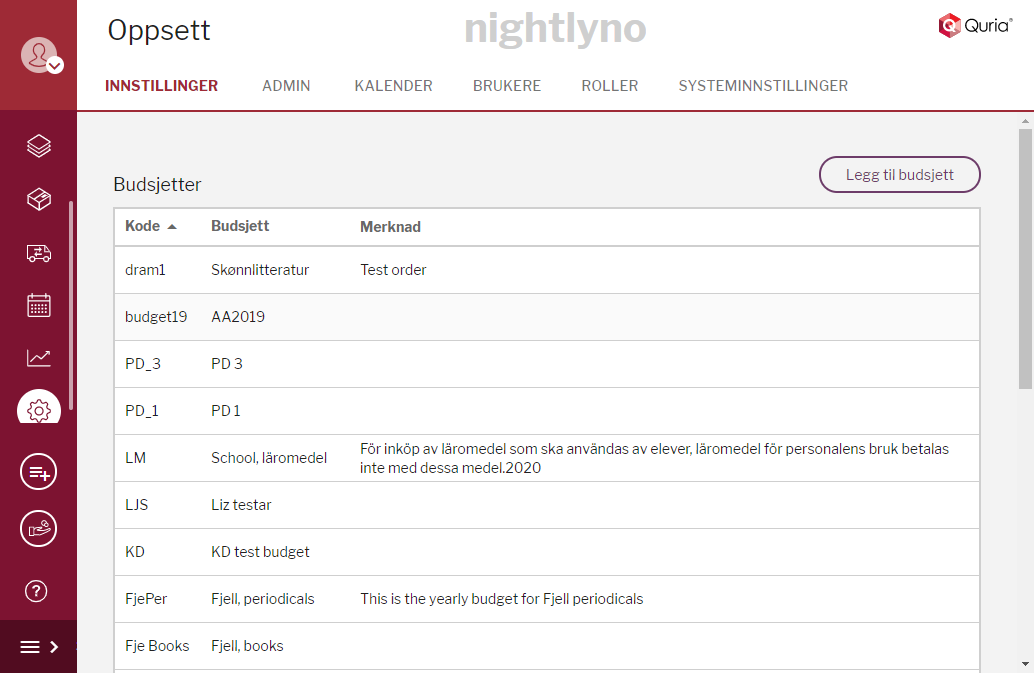 Oppsett
nightlyno
Quria®
INNSTILLINGER ADMIN KALENDER BRUKERE ROLLER SYSTEMINNSTILLINGER
Budsjetter
Legg til budsjett
Kode Budsjett Merknad
dram1 Skønnlitteratur Test order
budget19 AA2019
PD_3 PD 3
PD_1 PD 1
LM School, läromedel För inköp av läromedel som ska användas av elever, läromedel för personalens bruk betalas
inte med dessa medel.2020
LJS Liz testar
KD KD test budget
FjePer Fjell, periodicals This is the yearly budget for Fjell periodicals
Fje Books Fjell, books